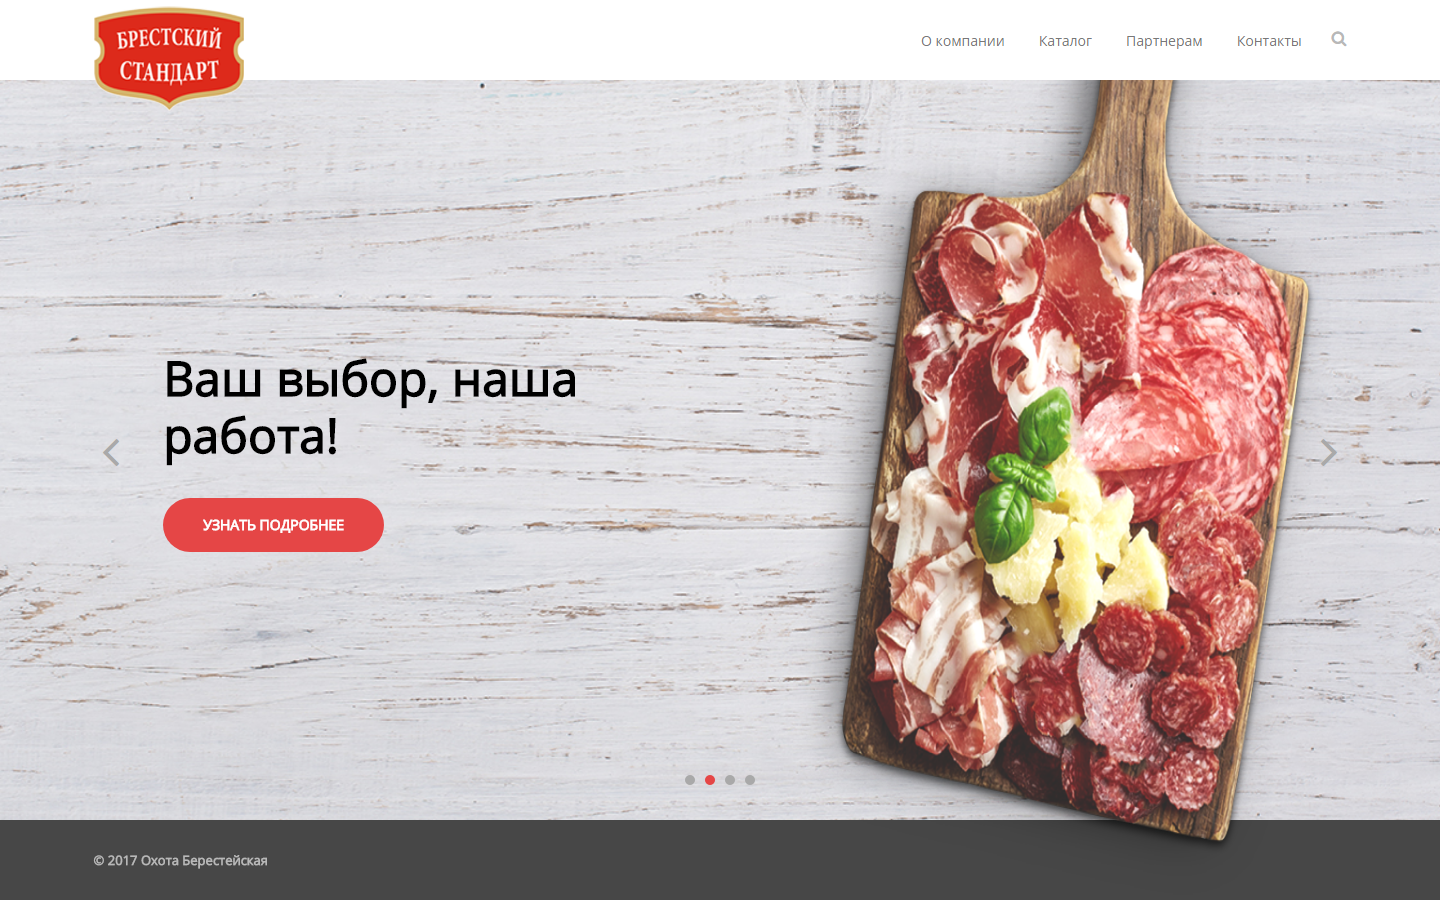 БРЕСТСКИЙ
СТАНДАРТ
О компании
Каталог
Партнерам
Контакты
Ваш выбор, наша
работа!
УЗНАТЬ ПОДРОБНЕЕ
© 2017 Охота Берестейская